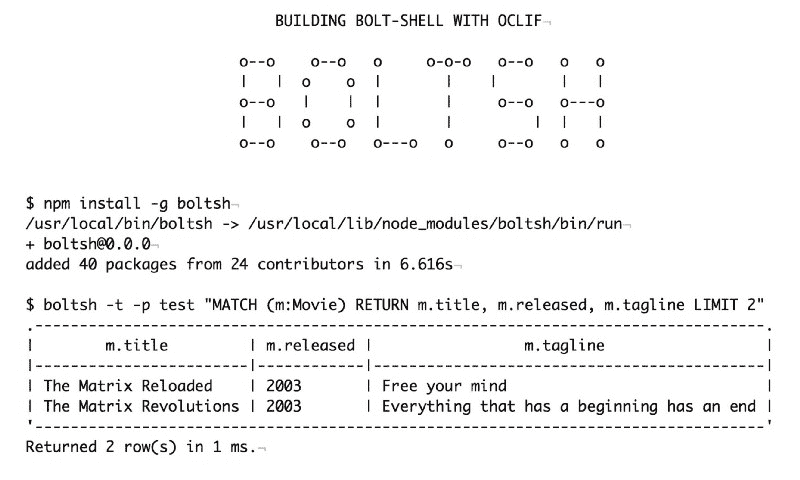 BUILDING BOLT-SHELL WITH OCLIF¬
o--o    o--o   o     o-o-o   o--o   o   o
|   |  o    o  |       |     |      |   |
o--o   |    |  |       |     o--o   o---o
|   |  o    o  |       |         |  |   |
o--o    o--o   o---o   o     o--o   o   o
$ npm install -g boltsh¬
/usr/local/bin/boltsh -> /usr/local/lib/node_modules/boltsh/bin/run¬
+ boltsh@0.0.0¬
added 40 packages from 24 contributors in 6.616s¬
$ boltsh -t -p test "MATCH (m:Movie) RETURN m.title, m.released, m.tagline LIMIT 2"
.----------------------------------------------------------------------------------.
|        m.title         | m.released |                 m.tagline                  |
|------------------------|------------|--------------------------------------------|
| The Matrix Reloaded    | 2003       | Free your mind                             |
| The Matrix Revolutions | 2003       | Everything that has a beginning has an end |
'----------------------------------------------------------------------------------'
Returned 2 row(s) in 1 ms.¬